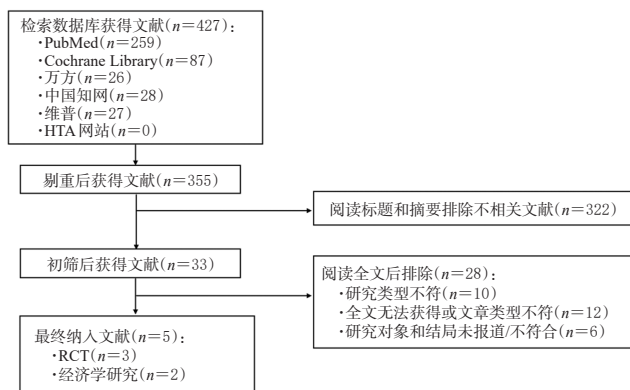 检索数据库获得文献(n=427)：
·PubMed(n=259)
·Cochrane Library(n=87)
·万方(n=26)
·中国知网(n=28)
·维普(n=27)
·HTA网站(n=0)
剔重后获得文献(n=355)
阅读标题和摘要排除不相关文献(n=322)
初筛后获得文献(n=33)
阅读全文后排除(n=28)：
·研究类型不符(n=10)
·全文无法获得或文章类型不符(n=12)
·研究对象和结局未报道/不符合(n=6)
最终纳入文献(n=5)：
·RCT(n=3)
·经济学研究(n=2)